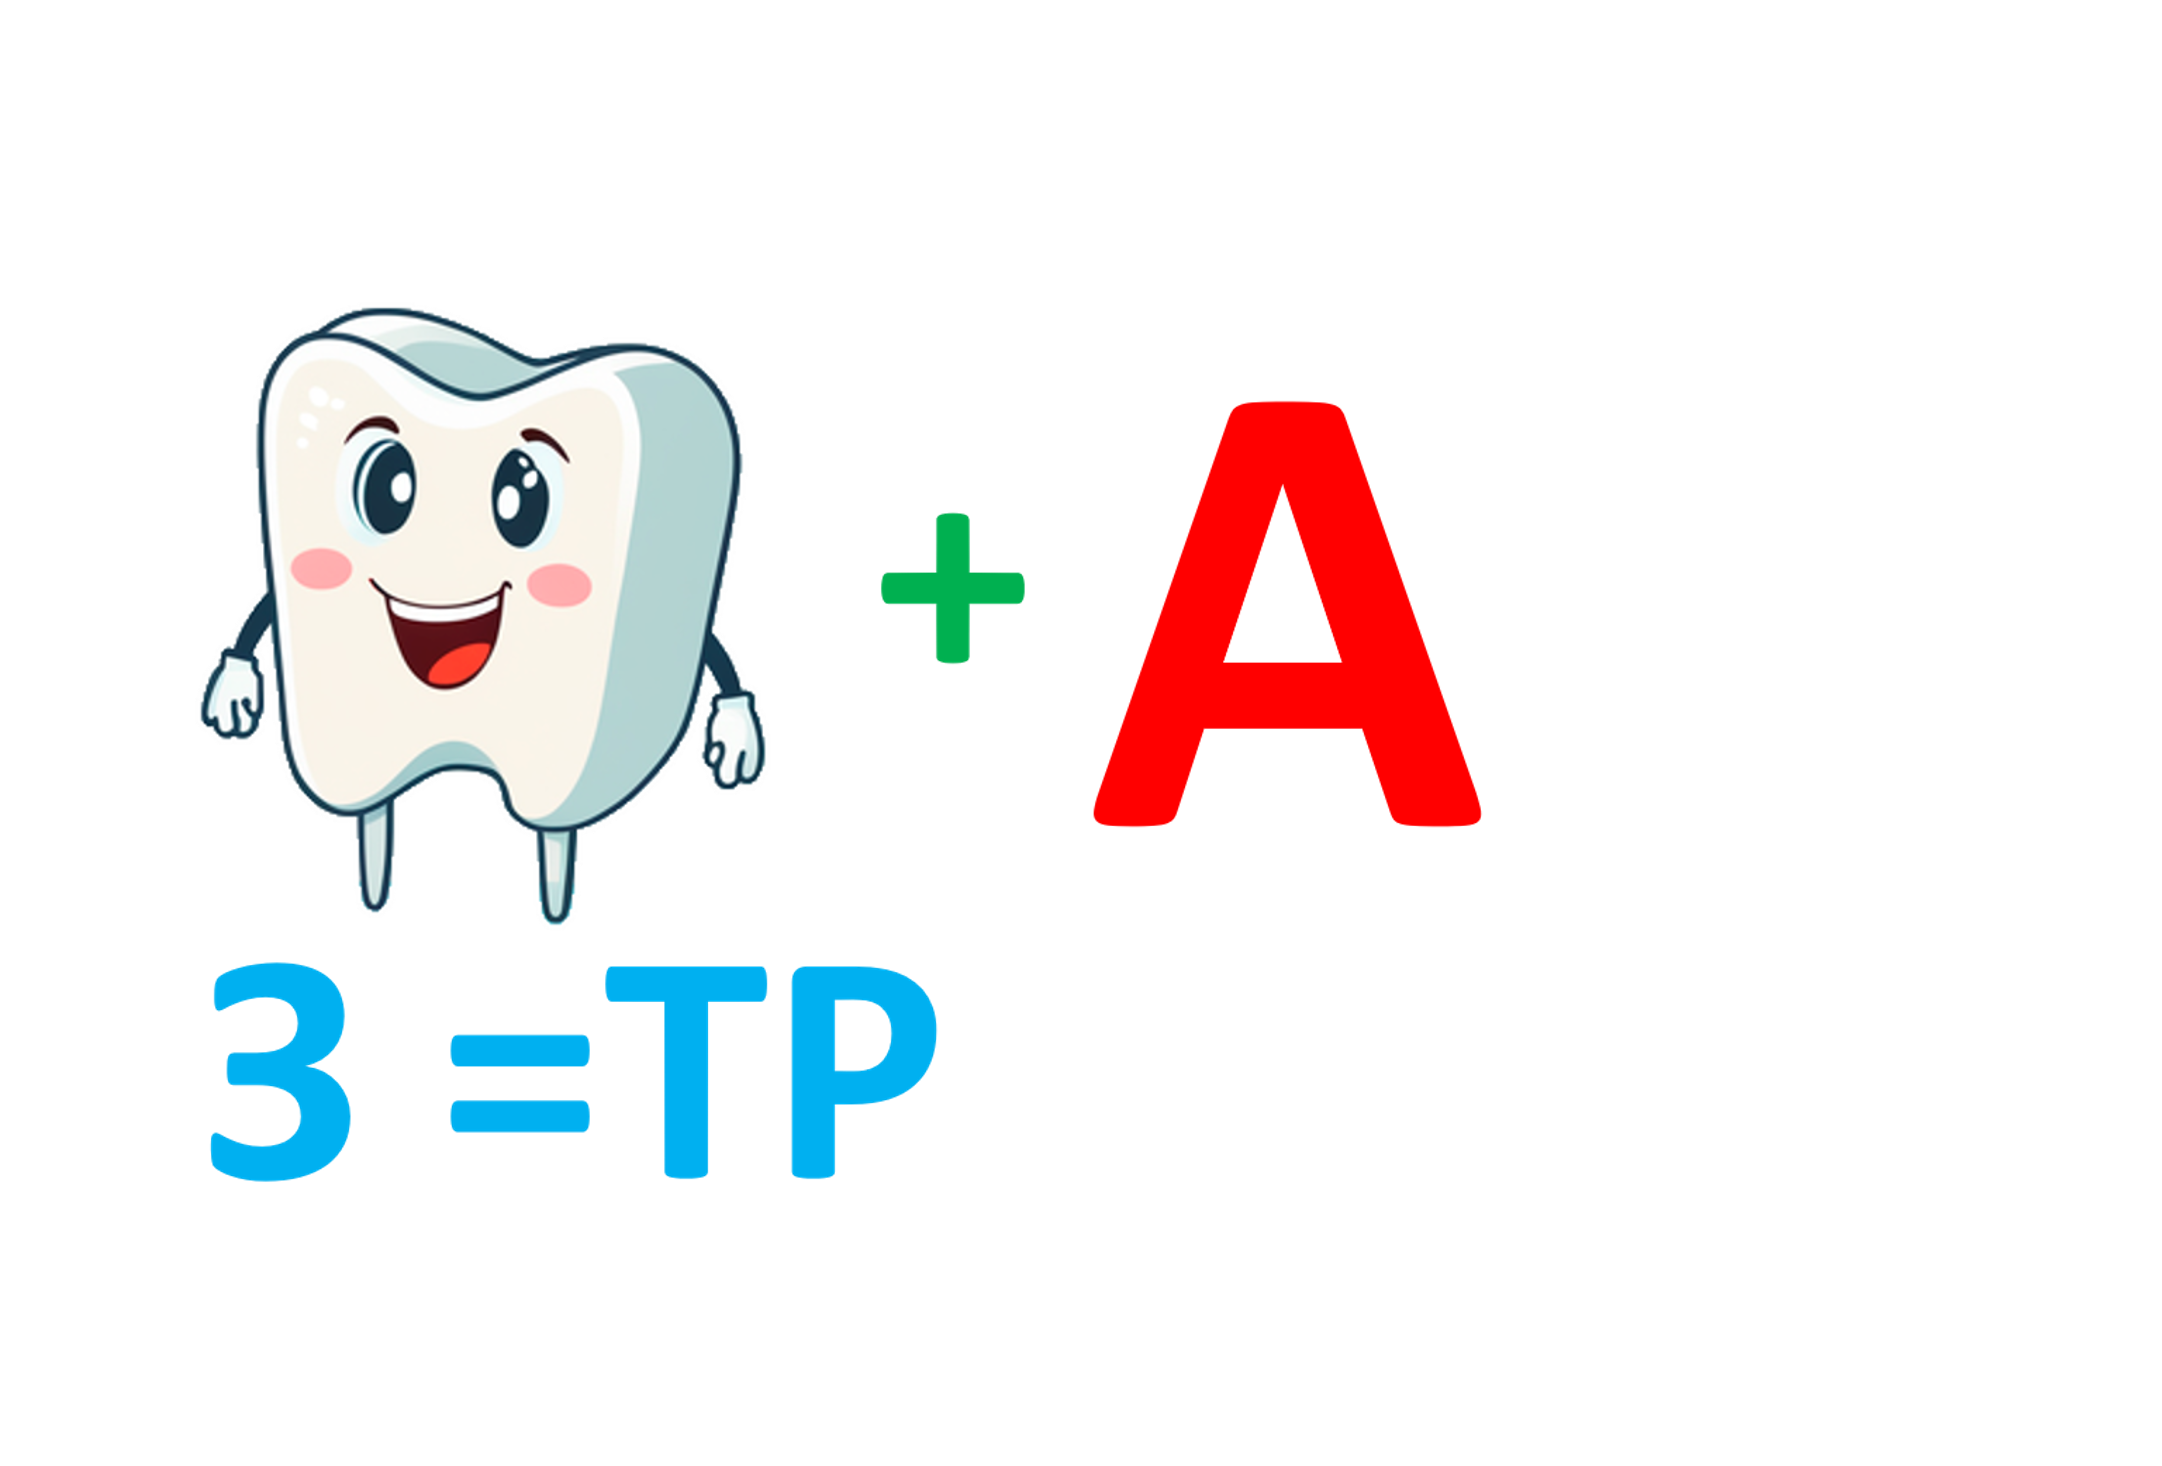 + A
3 =TP